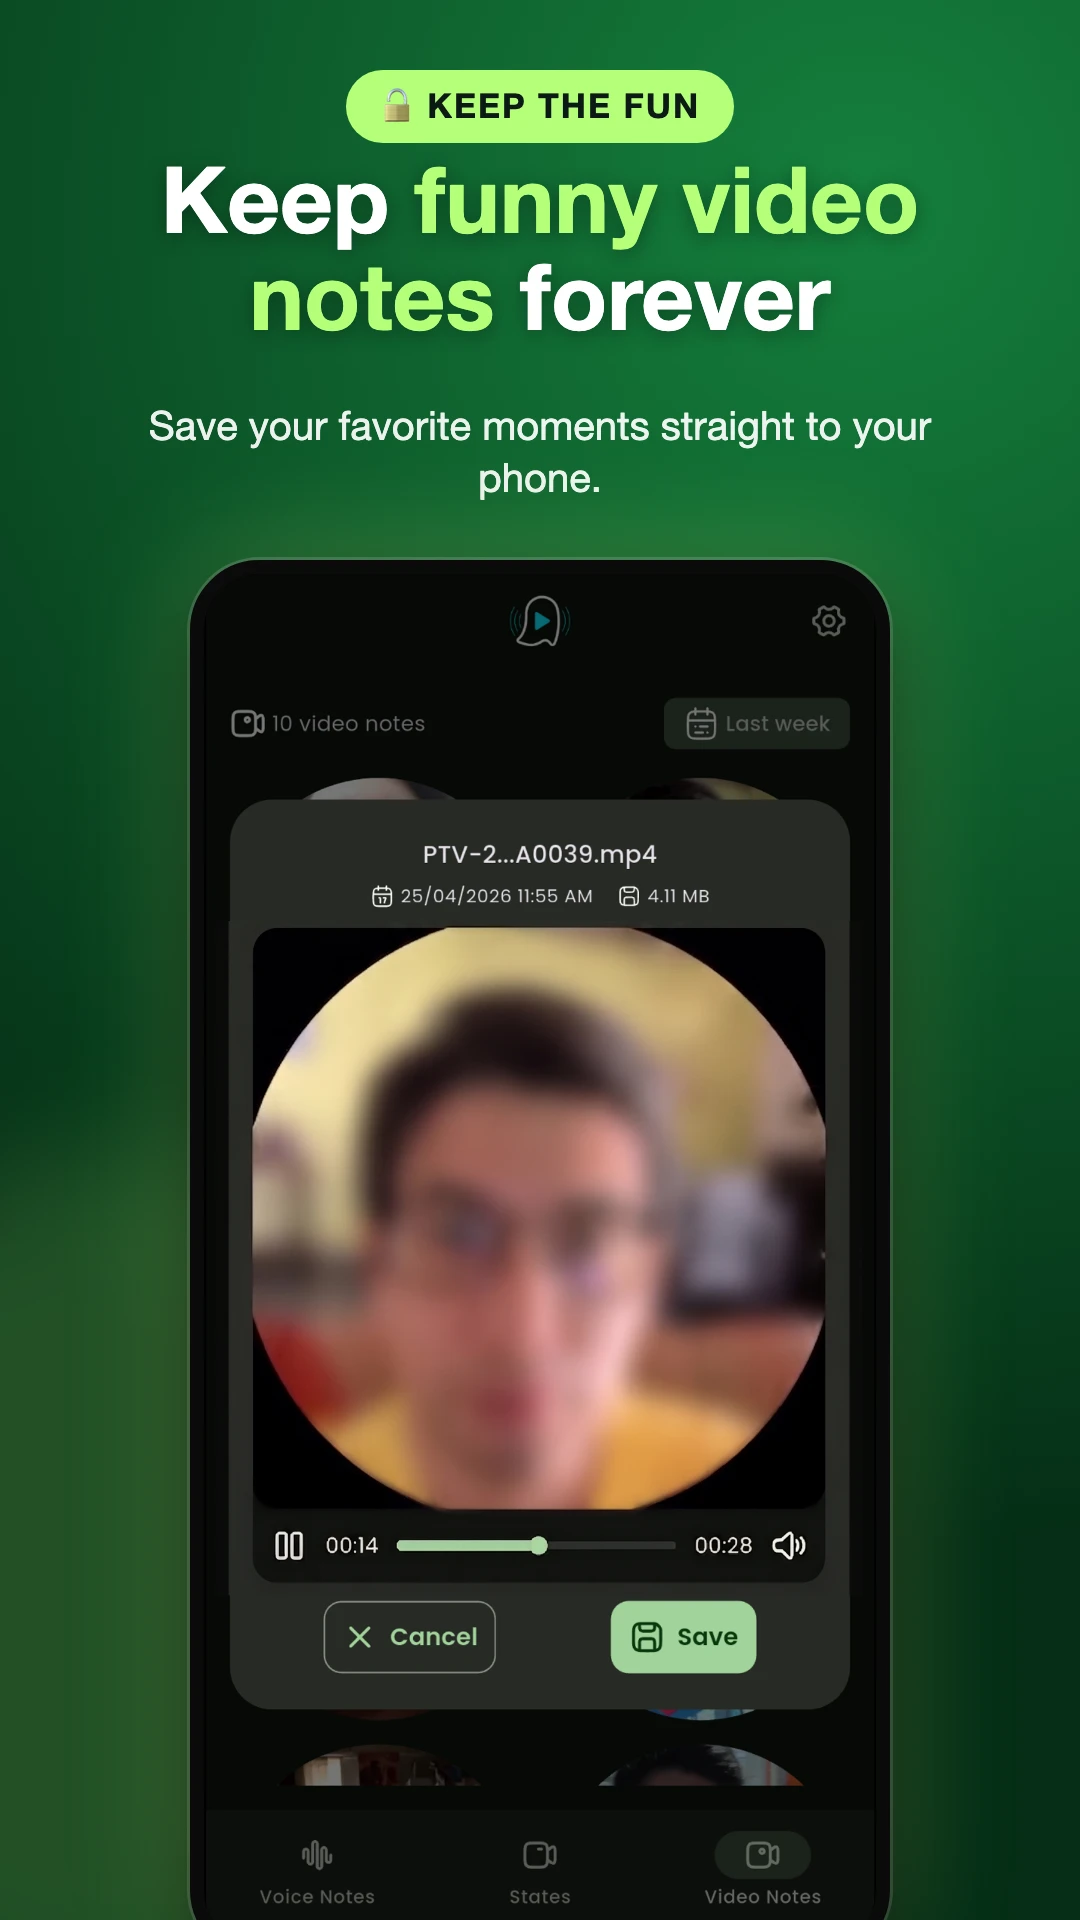 🔒 KEEP THE FUN
Keep funny video
notes forever
Save your favorite moments straight to your
phone.
10 video notes
Last week
PTV-2...A0039.mp4
17 25/04/2026 11:55 AM 4.11 MB
00:14 00:28
Cancel Save
Voice Notes States Video Notes